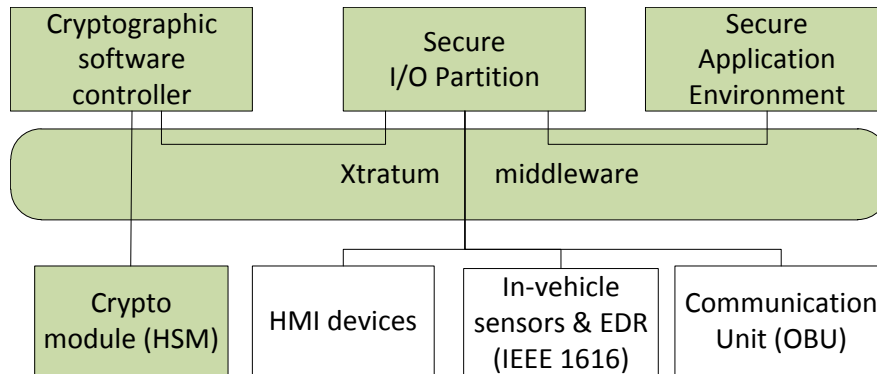 Cryptographic
software
controller
Secure
I/O Partition
Secure
Application
Environment
Xtratum middleware
Crypto
module (HSM)
HMI devices
In-vehicle
sensors & EDR
(IEEE 1616)
Communication
Unit (OBU)